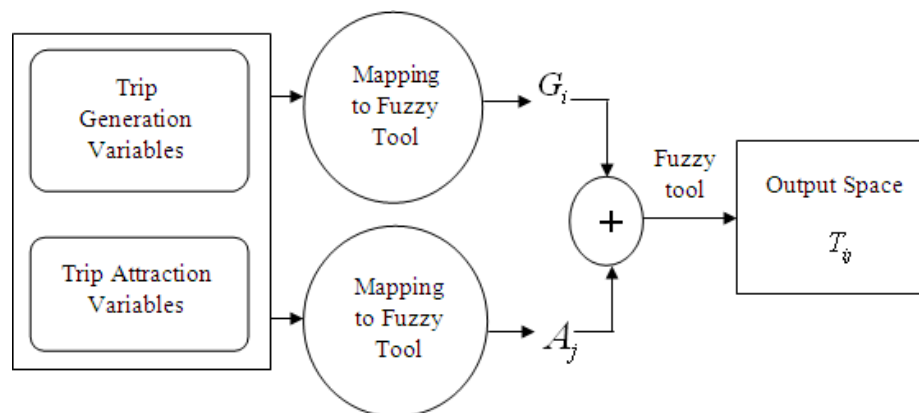 Trip
Generation
Variables
Trip Attraction
Variables
Mapping
to Fuzzy
Tool
Mapping
to Fuzzy
Tool
G_i
A_j
+
Fuzzy
tool
Output Space
T_ij